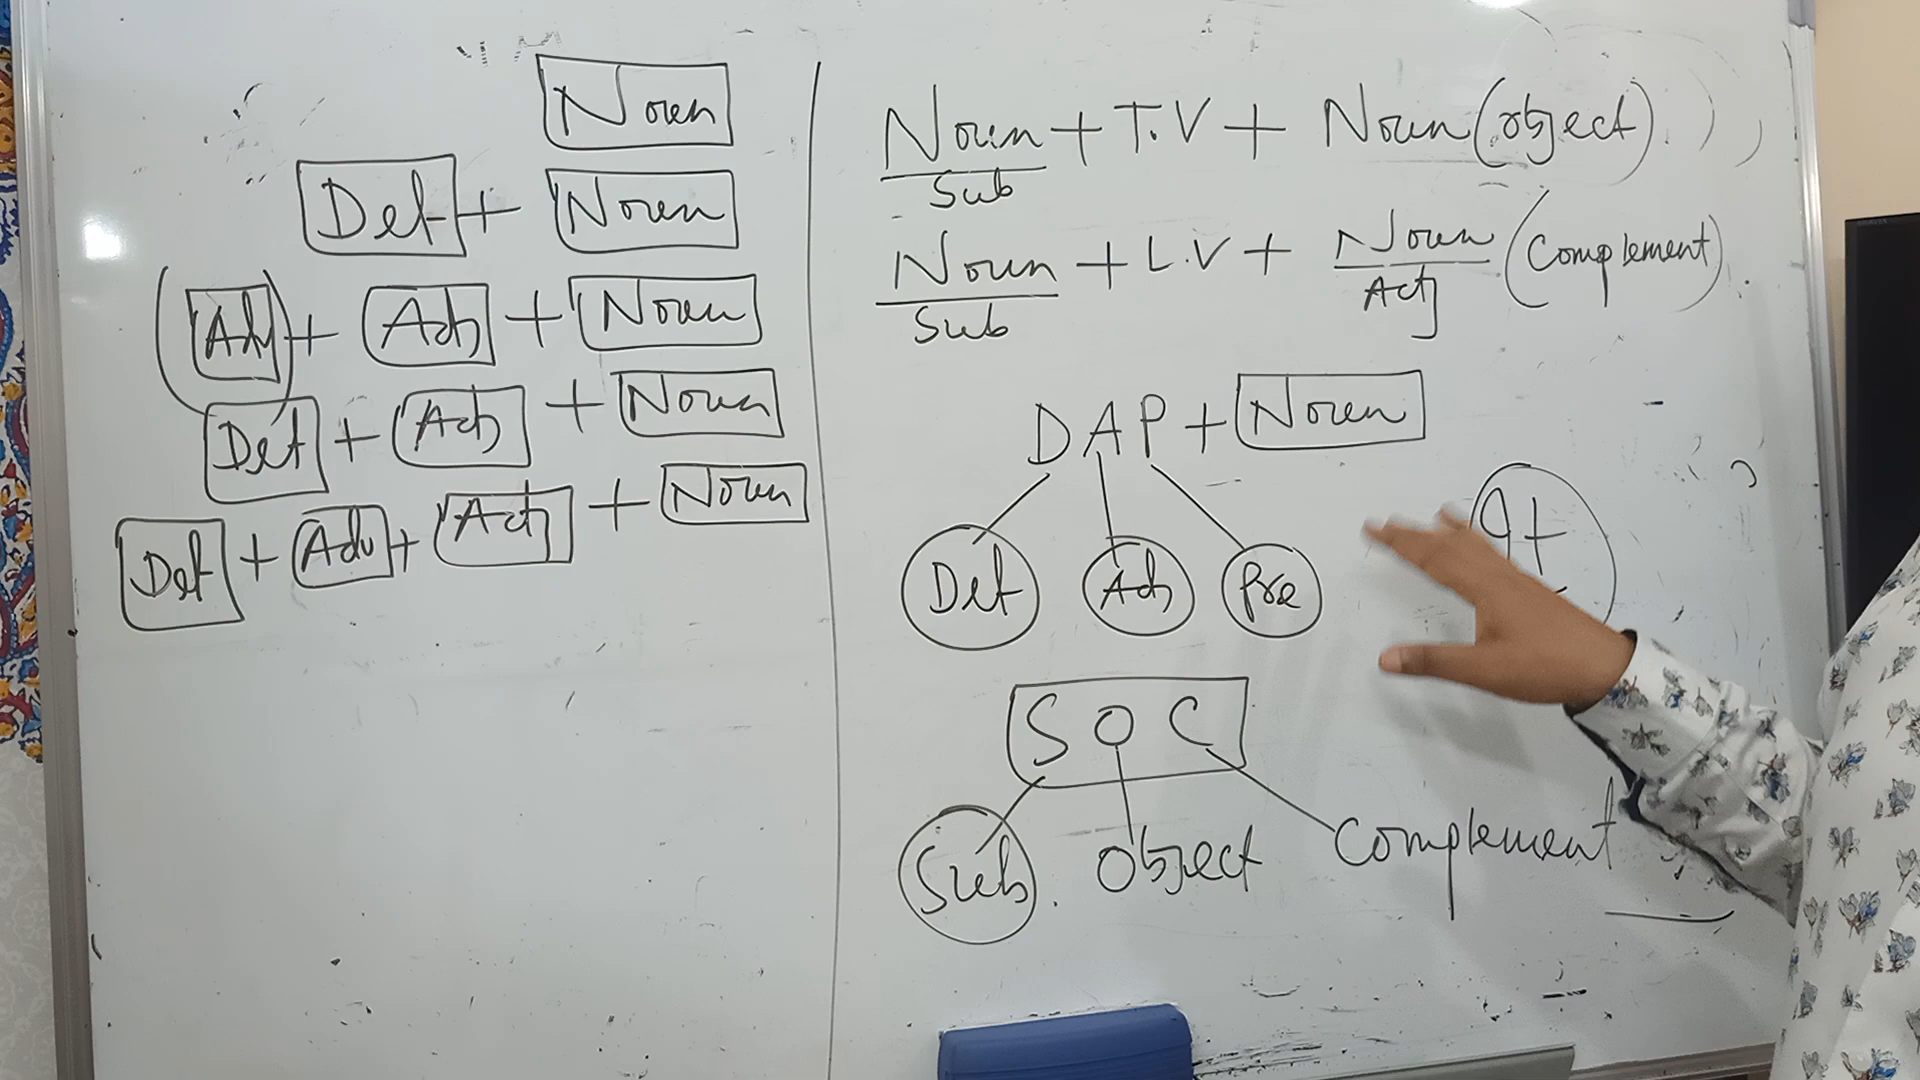 Noun
Det + Noun
(Adv) + Adj + Noun
Det + Adj + Noun
Det + Adv + Adj + Noun
Noun + T.V + Noun (object)
Sub
Noun + L.V + Noun (Complement)
Sub Adj
DAP + Noun
Det Adj Pre
S O C
Sub. Object Complement